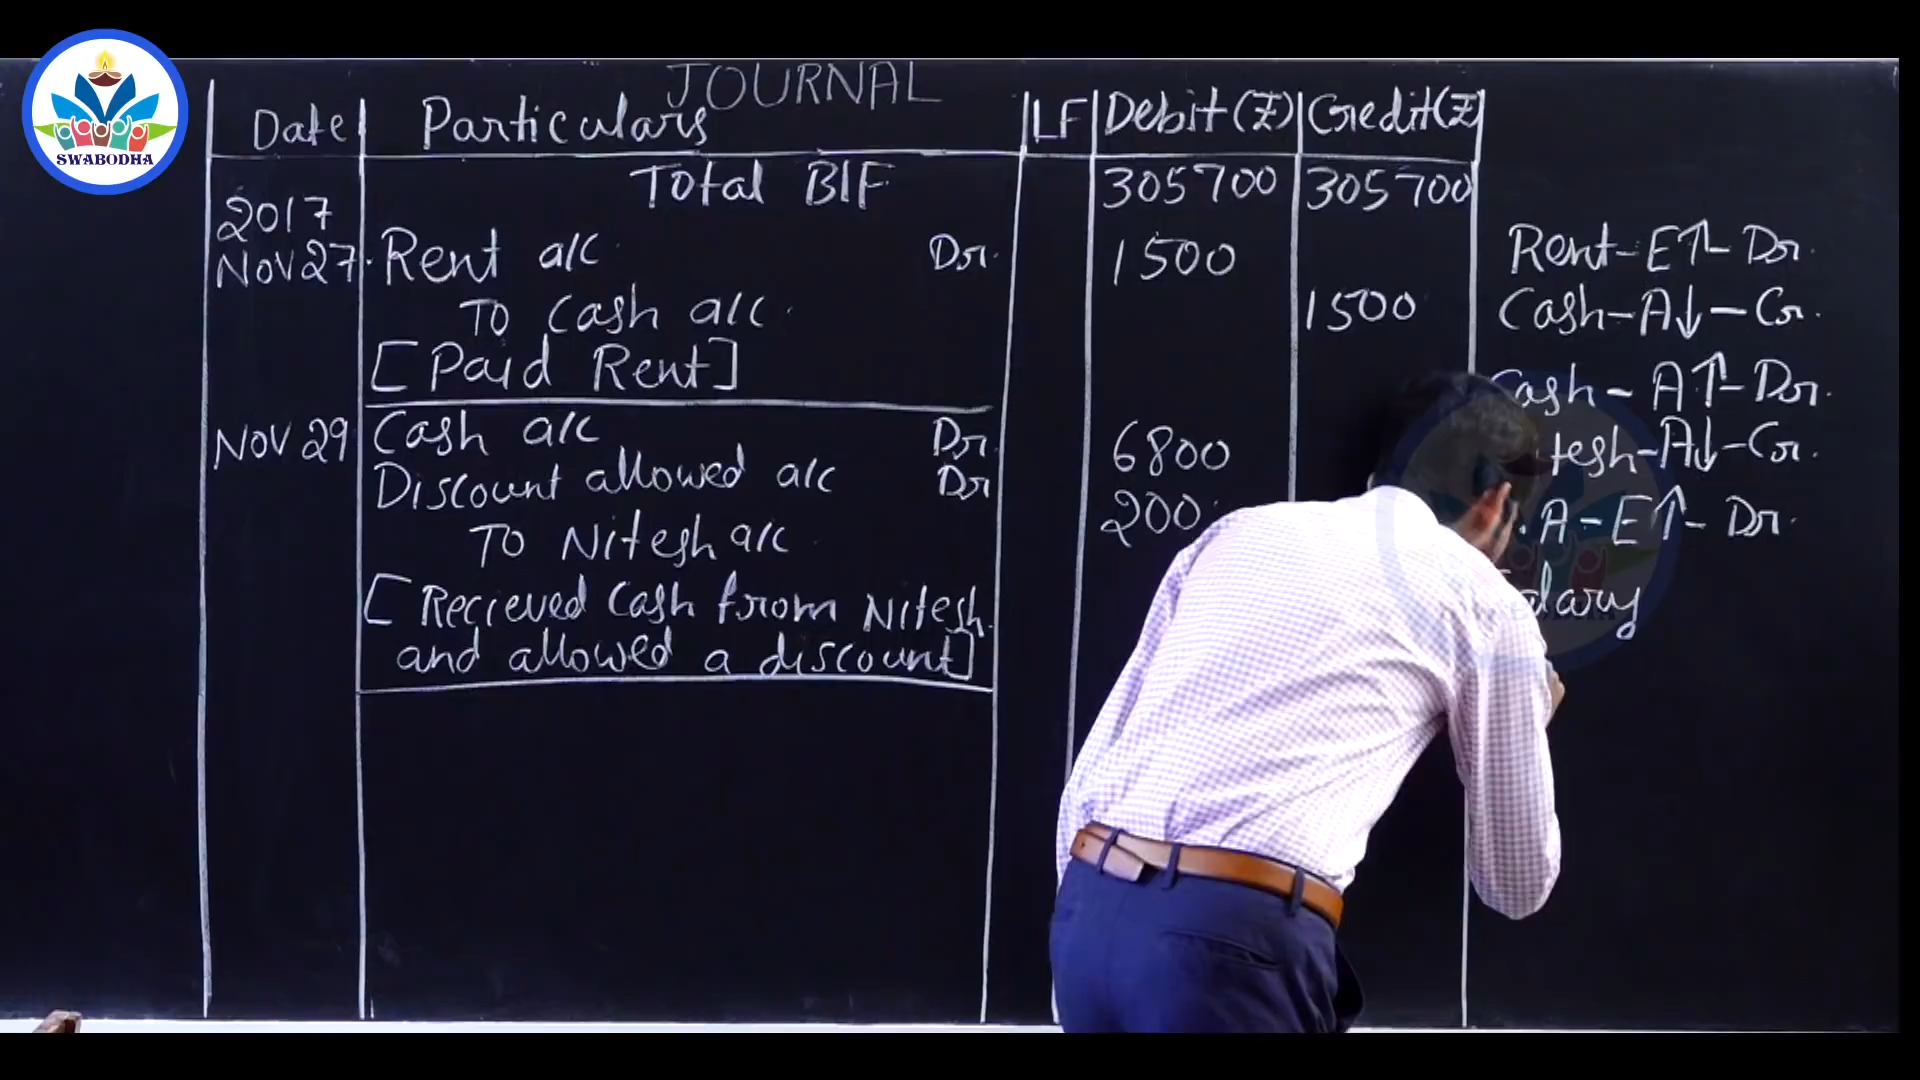 SWABODHA
JOURNAL
Date Particulars LF Debit(₹) Credit(₹)
Total B/F 305700 305700
2017
Nov 27 Rent a/c Dr. 1500 Rent-E↑-Dr.
To Cash a/c. 1500 Cash-A↓-Cr.
[Paid Rent]
Cash-A↑-Dr.
Nov 29 Cash a/c Dr. 6800 tesh-A↓-Cr.
Discount allowed a/c Dr 200 .A-E↑-Dr.
To Nitesh a/c
[Recieved Cash from Nitesh.
and allowed a discount]